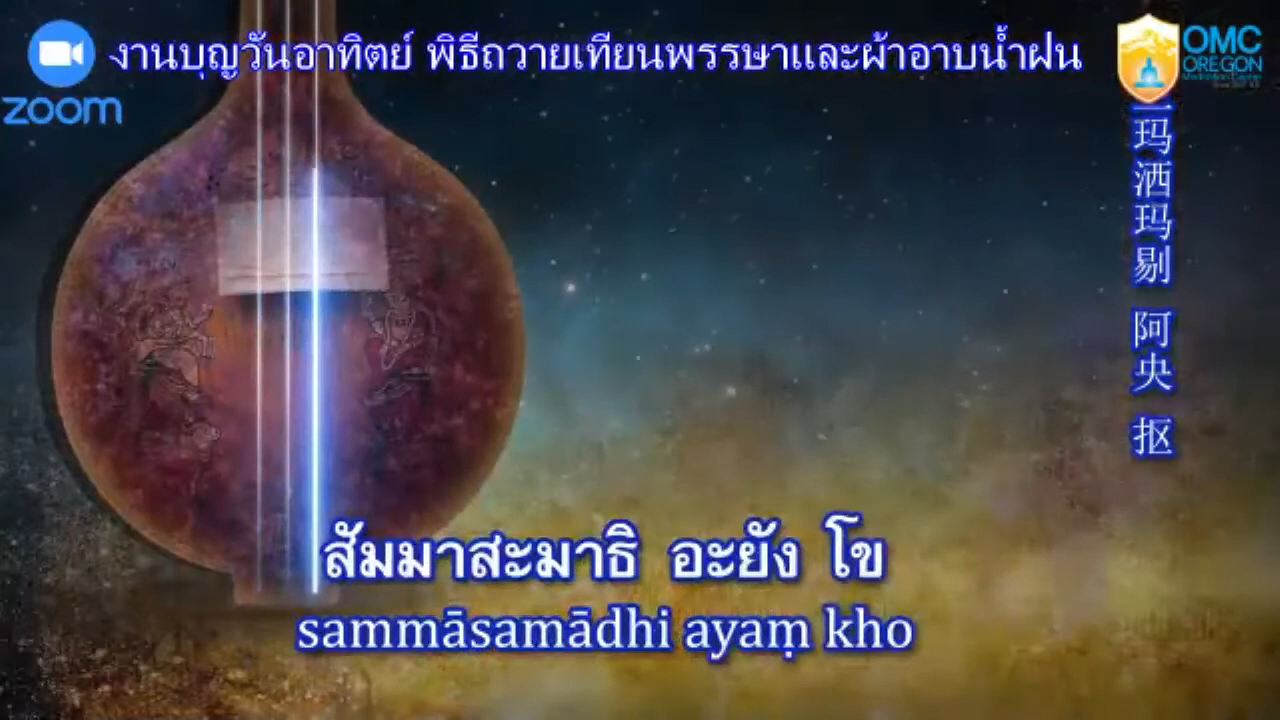 งานบุญวันอาทิตย์ พิธีถวายเทียนพรรษาและผ้าอาบน้ำฝน
zoom
OMC
OREGON
玛洒玛剔 阿央 抠
สัมมาสะมาธิ อะยัง โข
sammāsamādhi ayaṃ kho